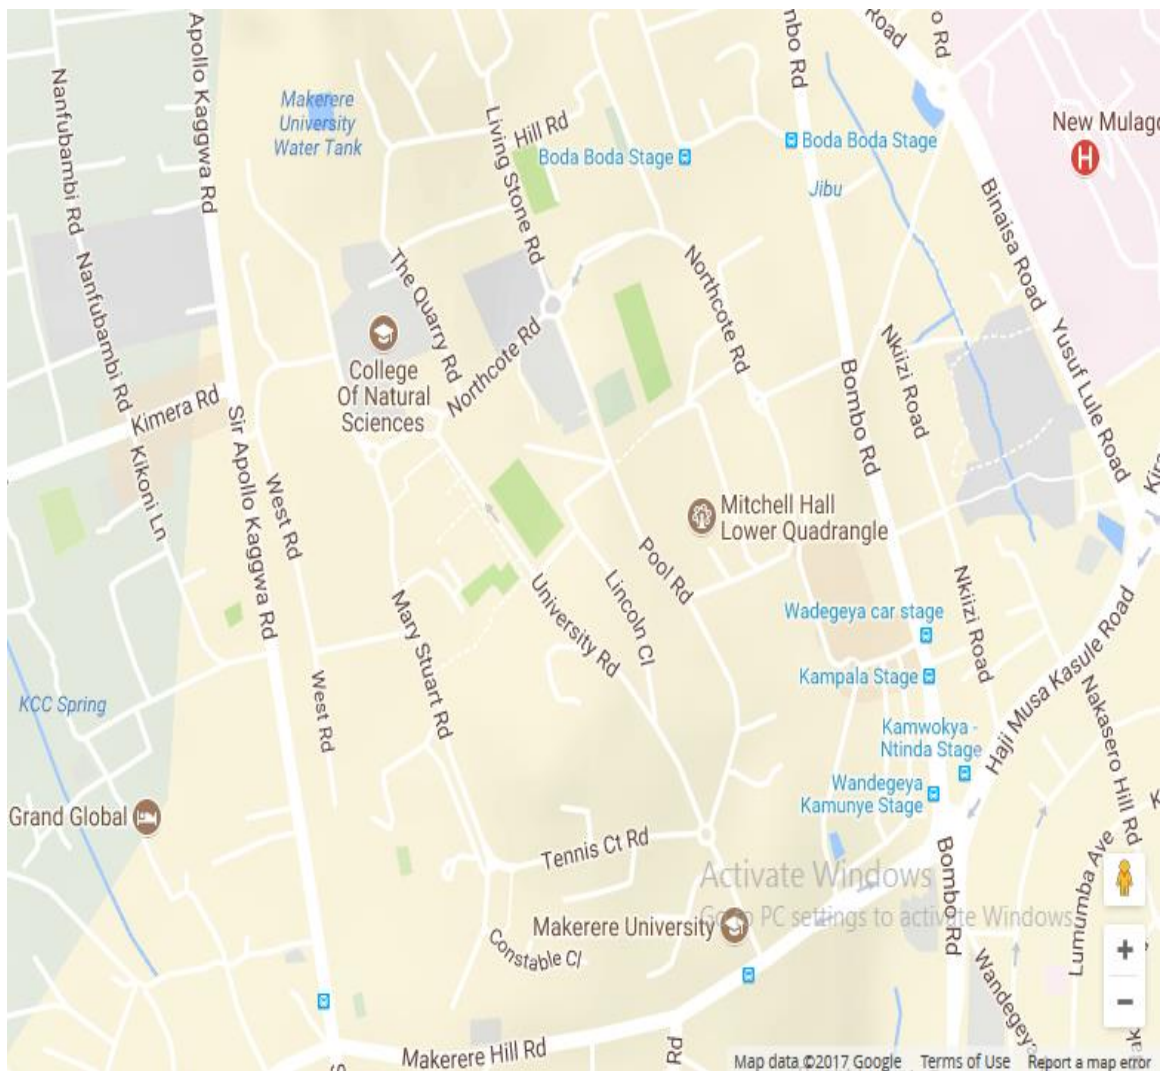 Apollo Kaggwa Rd
Nanfubambi Rd
Nanfubambi Rd
Makerere
University
Water Tank
Living Stone Rd
Hill Rd
Boda Boda Stage
mbo Rd
Road
o Rd
Boda Boda Stage
Jibu
New Mulago
H
Binaisa Road
Yusuf Lule Road
The Quarry Rd
Northcote Rd
Northcote Rd
College
Of Natural
Sciences
Nkiizi Road
Bombo Rd
Kimera Rd
Kikoni Ln
Sir Apollo Kaggwa Rd
West Rd
Mitchell Hall
Lower Quadrangle
Kira
Pool Rd
Lincoln Cl
University Rd
Mary Stuart Rd
Wadegeya car stage
Kampala Stage
Nkiizi Road
Haji Musa Kasule Road
Nakasero Hill Rd
KCC Spring
West Rd
Kamwokya -
Ntinda Stage
Wandegeya
Kamunye Stage
Grand Global
Tennis Ct Rd
Bombo Rd
Lumumba Ave
K
Activate Windows
Go to PC settings to activate Windows.
Makerere University
Constable Cl
Wandegeya
+
−
Makerere Hill Rd
Rd
S
Map data ©2017 Google Terms of Use Report a map error